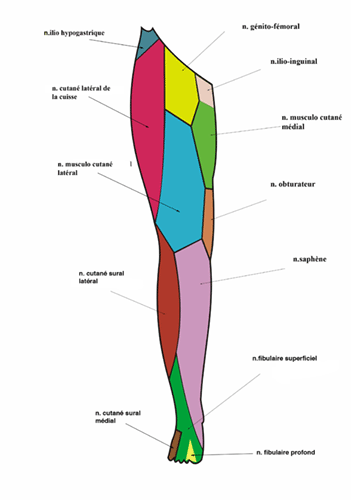 n. génito-fémoral
n.ilio hypogastrique
n.ilio-inguinal
n. cutané latéral de
la cuisse
n. musculo cutané
médial
n. musculo cutané
latéral
n. obturateur
n.saphène
n. cutané sural
latéral
n.fibulaire superficiel
n. cutané sural
médial
n. fibulaire profond